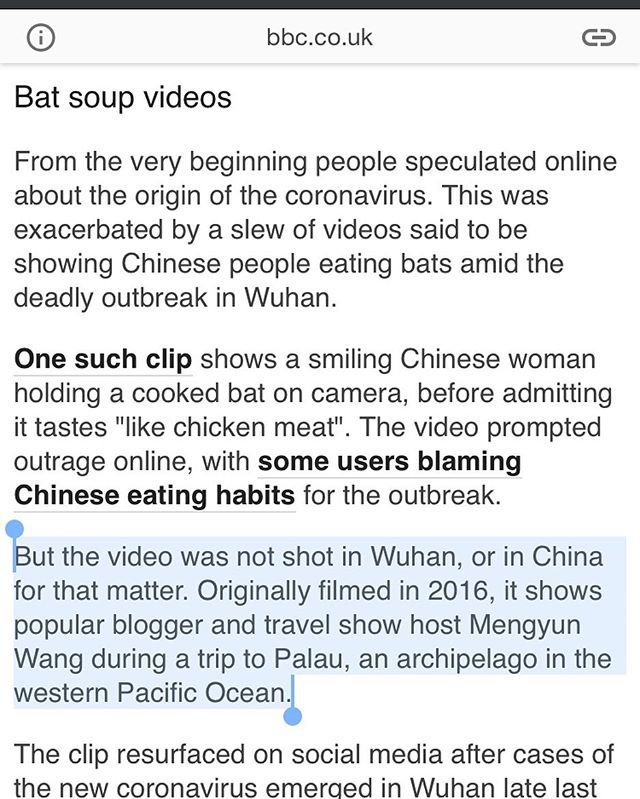 bbc.co.uk
Bat soup videos
From the very beginning people speculated online
about the origin of the coronavirus. This was
exacerbated by a slew of videos said to be
showing Chinese people eating bats amid the
deadly outbreak in Wuhan.
One such clip shows a smiling Chinese woman
holding a cooked bat on camera, before admitting
it tastes "like chicken meat". The video prompted
outrage online, with some users blaming
Chinese eating habits for the outbreak.
But the video was not shot in Wuhan, or in China
for that matter. Originally filmed in 2016, it shows
popular blogger and travel show host Mengyun
Wang during a trip to Palau, an archipelago in the
western Pacific Ocean.
The clip resurfaced on social media after cases of
the new coronavirus emerged in Wuhan late last